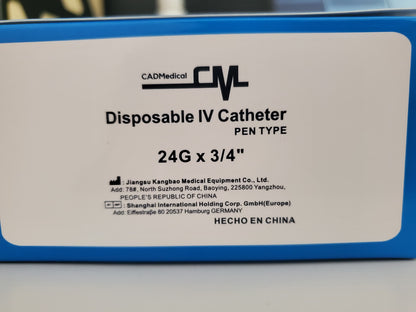 CADMedical CML
Disposable IV Catheter
PEN TYPE
24G x 3/4"
: Jiangsu Kangbao Medical Equipment Co., Ltd.
Add: 78#, North Suzhong Road, Baoying, 225800 Yangzhou,
PEOPLE'S REPUBLIC OF CHINA
EC REP : Shanghai International Holding Corp. GmbH(Europe)
Add: Eiffestraße 80 20537 Hamburg GERMANY
HECHO EN CHINA